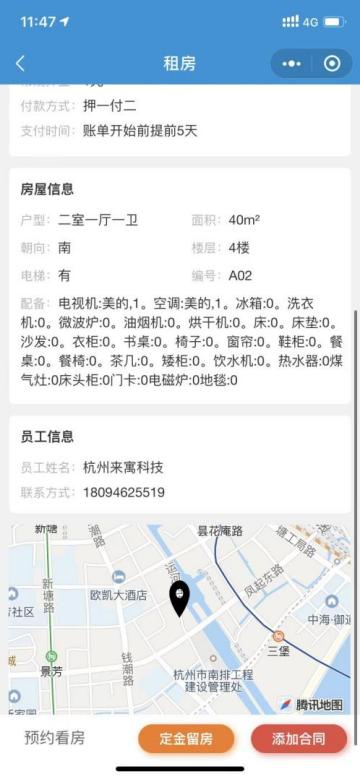 11:47
4G
租房
付款方式：押一付二
支付时间：账单开始前提前5天
房屋信息
户型：二室一厅一卫 面积：40m²
朝向：南 楼层：4楼
电梯：有 编号：A02
配备：电视机:美的,1。空调:美的,1。冰箱:0。洗衣
机:0。微波炉:0。油烟机:0。烘干机:0。床:0。床垫:0。
沙发:0。衣柜:0。书桌:0。椅子:0。窗帘:0。鞋柜:0。餐
桌:0。餐椅:0。茶几:0。矮柜:0。饮水机:0。热水器:0煤
气灶:0床头柜:0门卡:0电磁炉:0地毯:0
员工信息
员工姓名：杭州来寓科技
联系方式：18094625519
新塘
潮路
昙花庵路
塘工局路
新塘路
运河
凤起东路
欧凯大酒店
社区
中海·御道
三堡
景芳
钱潮路
城
杭州市南排工程
建设管理处
新家园
腾讯地图
预约看房
定金留房
添加合同